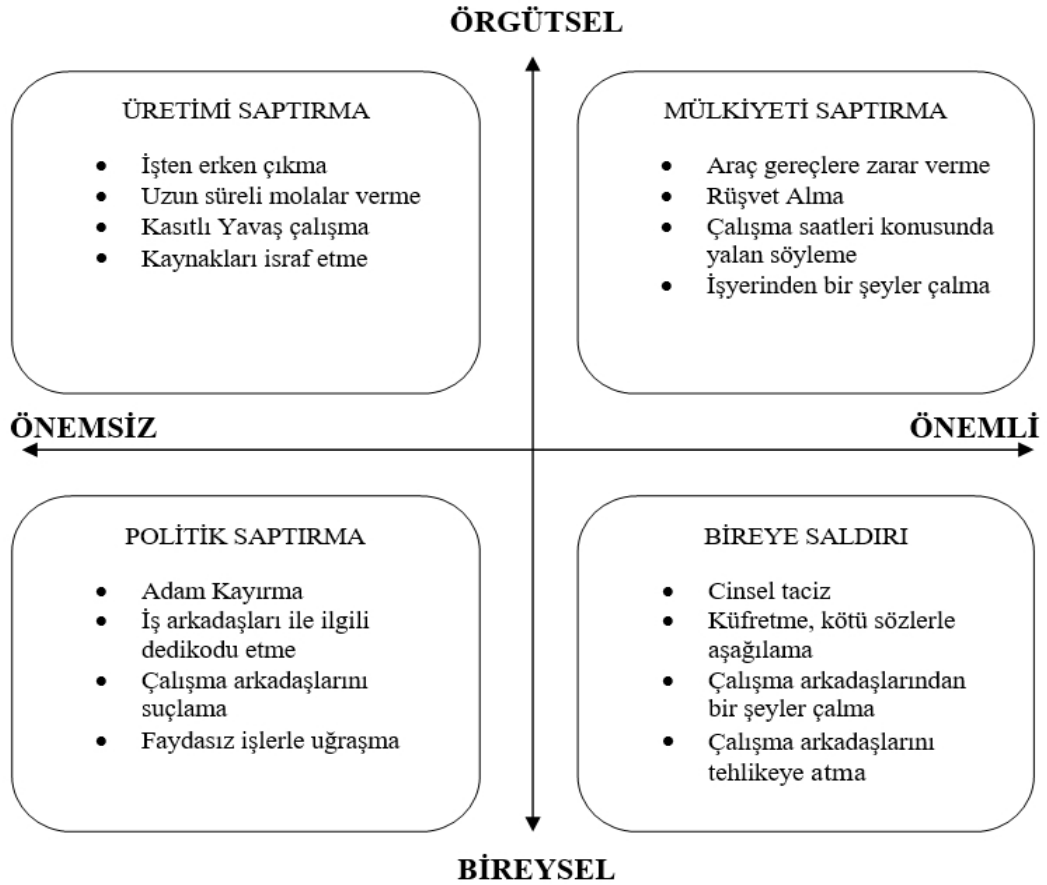 ÖRGÜTSEL
ÜRETİMİ SAPTIRMA
• İşten erken çıkma
• Uzun süreli molalar verme
• Kasıtlı Yavaş çalışma
• Kaynakları israf etme
MÜLKİYETİ SAPTIRMA
• Araç gereçlere zarar verme
• Rüşvet Alma
• Çalışma saatleri konusunda
yalan söyleme
• İşyerinden bir şeyler çalma
ÖNEMSİZ
ÖNEMLİ
POLİTİK SAPTIRMA
• Adam Kayırma
• İş arkadaşları ile ilgili
dedikodu etme
• Çalışma arkadaşlarını
suçlama
• Faydasız işlerle uğraşma
BİREYE SALDIRI
• Cinsel taciz
• Küfretme, kötü sözlerle
aşağılama
• Çalışma arkadaşlarından
bir şeyler çalma
• Çalışma arkadaşlarını
tehlikeye atma
BİREYSEL